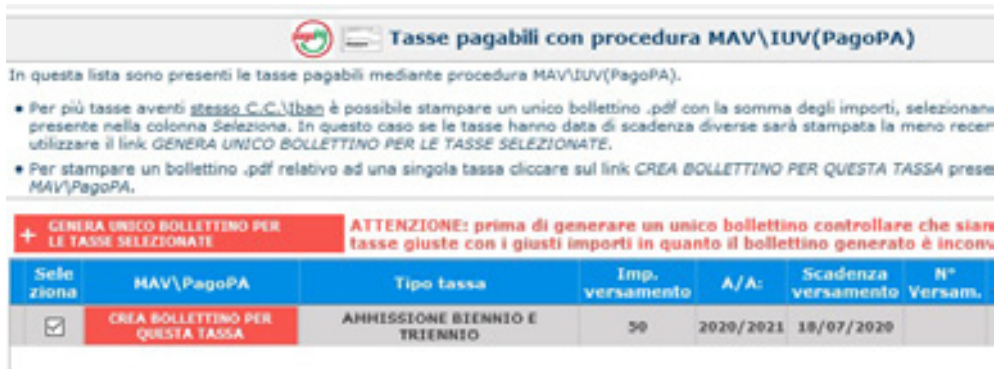 Tasse pagabili con procedura MAV\IUV(PagoPA)
In questa lista sono presenti le tasse pagabili mediante procedura MAV\IUV(PagoPA).
• Per più tasse aventi stesso C.C.\Iban è possibile stampare un unico bollettino .pdf con la somma degli importi,
presente nella colonna Seleziona. In questo caso se le tasse hanno data di scadenza diverse sarà stampata la meno
utilizzare il link GENERA UNICO BOLLETTINO PER LE TASSE SELEZIONATE.
• Per stampare un bollettino .pdf relativo ad una singola tassa cliccare sul link CREA BOLLETTINO PER QUESTA TASSA
MAV\PagoPA.
+ GENERA UNICO BOLLETTINO PER
LE TASSE SELEZIONATE
ATTENZIONE: prima di generare un unico bollettino controllare che
tasse giuste con i giusti importi in quanto il bollettino generato è
Sele
ziona
MAV\PagoPA
Tipo tassa
Imp.
versamento
A/A:
Scadenza
versamento
N°
Versam.
CREA BOLLETTINO PER
QUESTA TASSA
AMMISSIONE BIENNIO E
TRIENNIO
50
2020/2021
18/07/2020